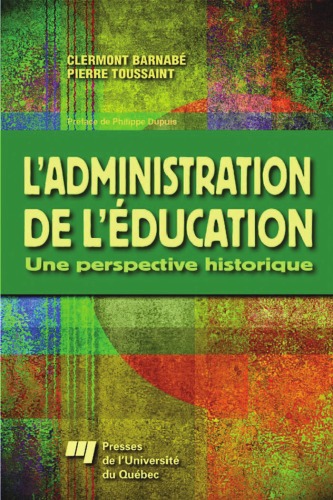 CLERMONT BARNABÉ
PIERRE TOUSSAINT
Préface de Philippe Dupuis
L'ADMINISTRATION
DE L'ÉDUCATION
Une perspective historique
Presses
de l'Université
du Québec